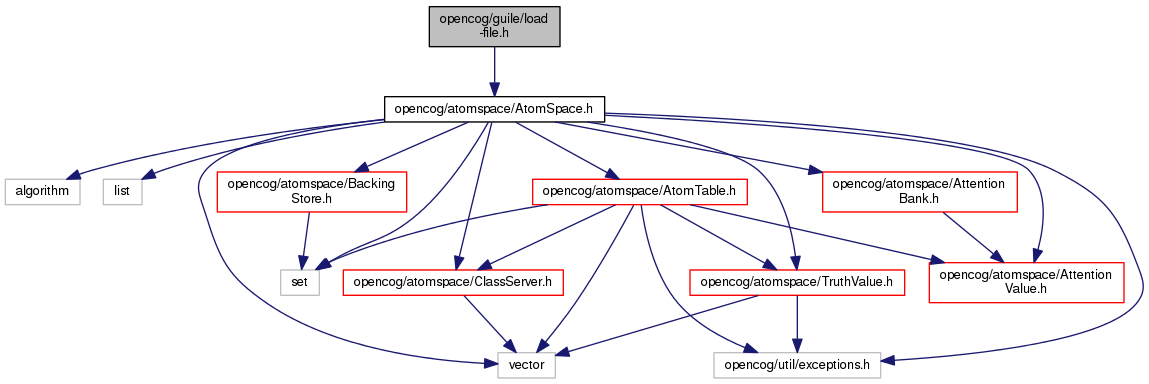 opencog/guile/load
-file.h
opencog/atomspace/AtomSpace.h
algorithm
list
opencog/atomspace/Backing
Store.h
opencog/atomspace/AtomTable.h
opencog/atomspace/Attention
Bank.h
set
opencog/atomspace/ClassServer.h
opencog/atomspace/TruthValue.h
opencog/atomspace/Attention
Value.h
vector
opencog/util/exceptions.h